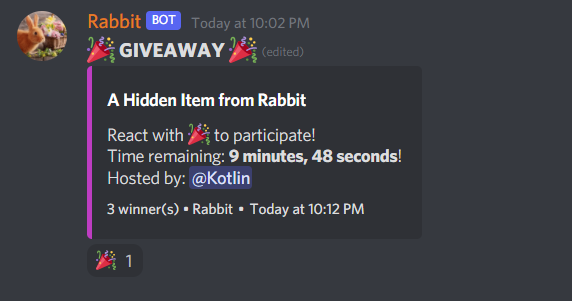 Rabbit BOT Today at 10:02 PM
🎉 GIVEAWAY 🎉 (edited)
A Hidden Item from Rabbit
React with 🎉 to participate!
Time remaining: 9 minutes, 48 seconds!
Hosted by: @Kotlin
3 winner(s) • Rabbit • Today at 10:12 PM
🎉 1